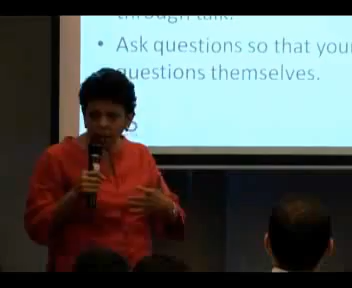 through talk.
• Ask questions so that your
questions themselves.